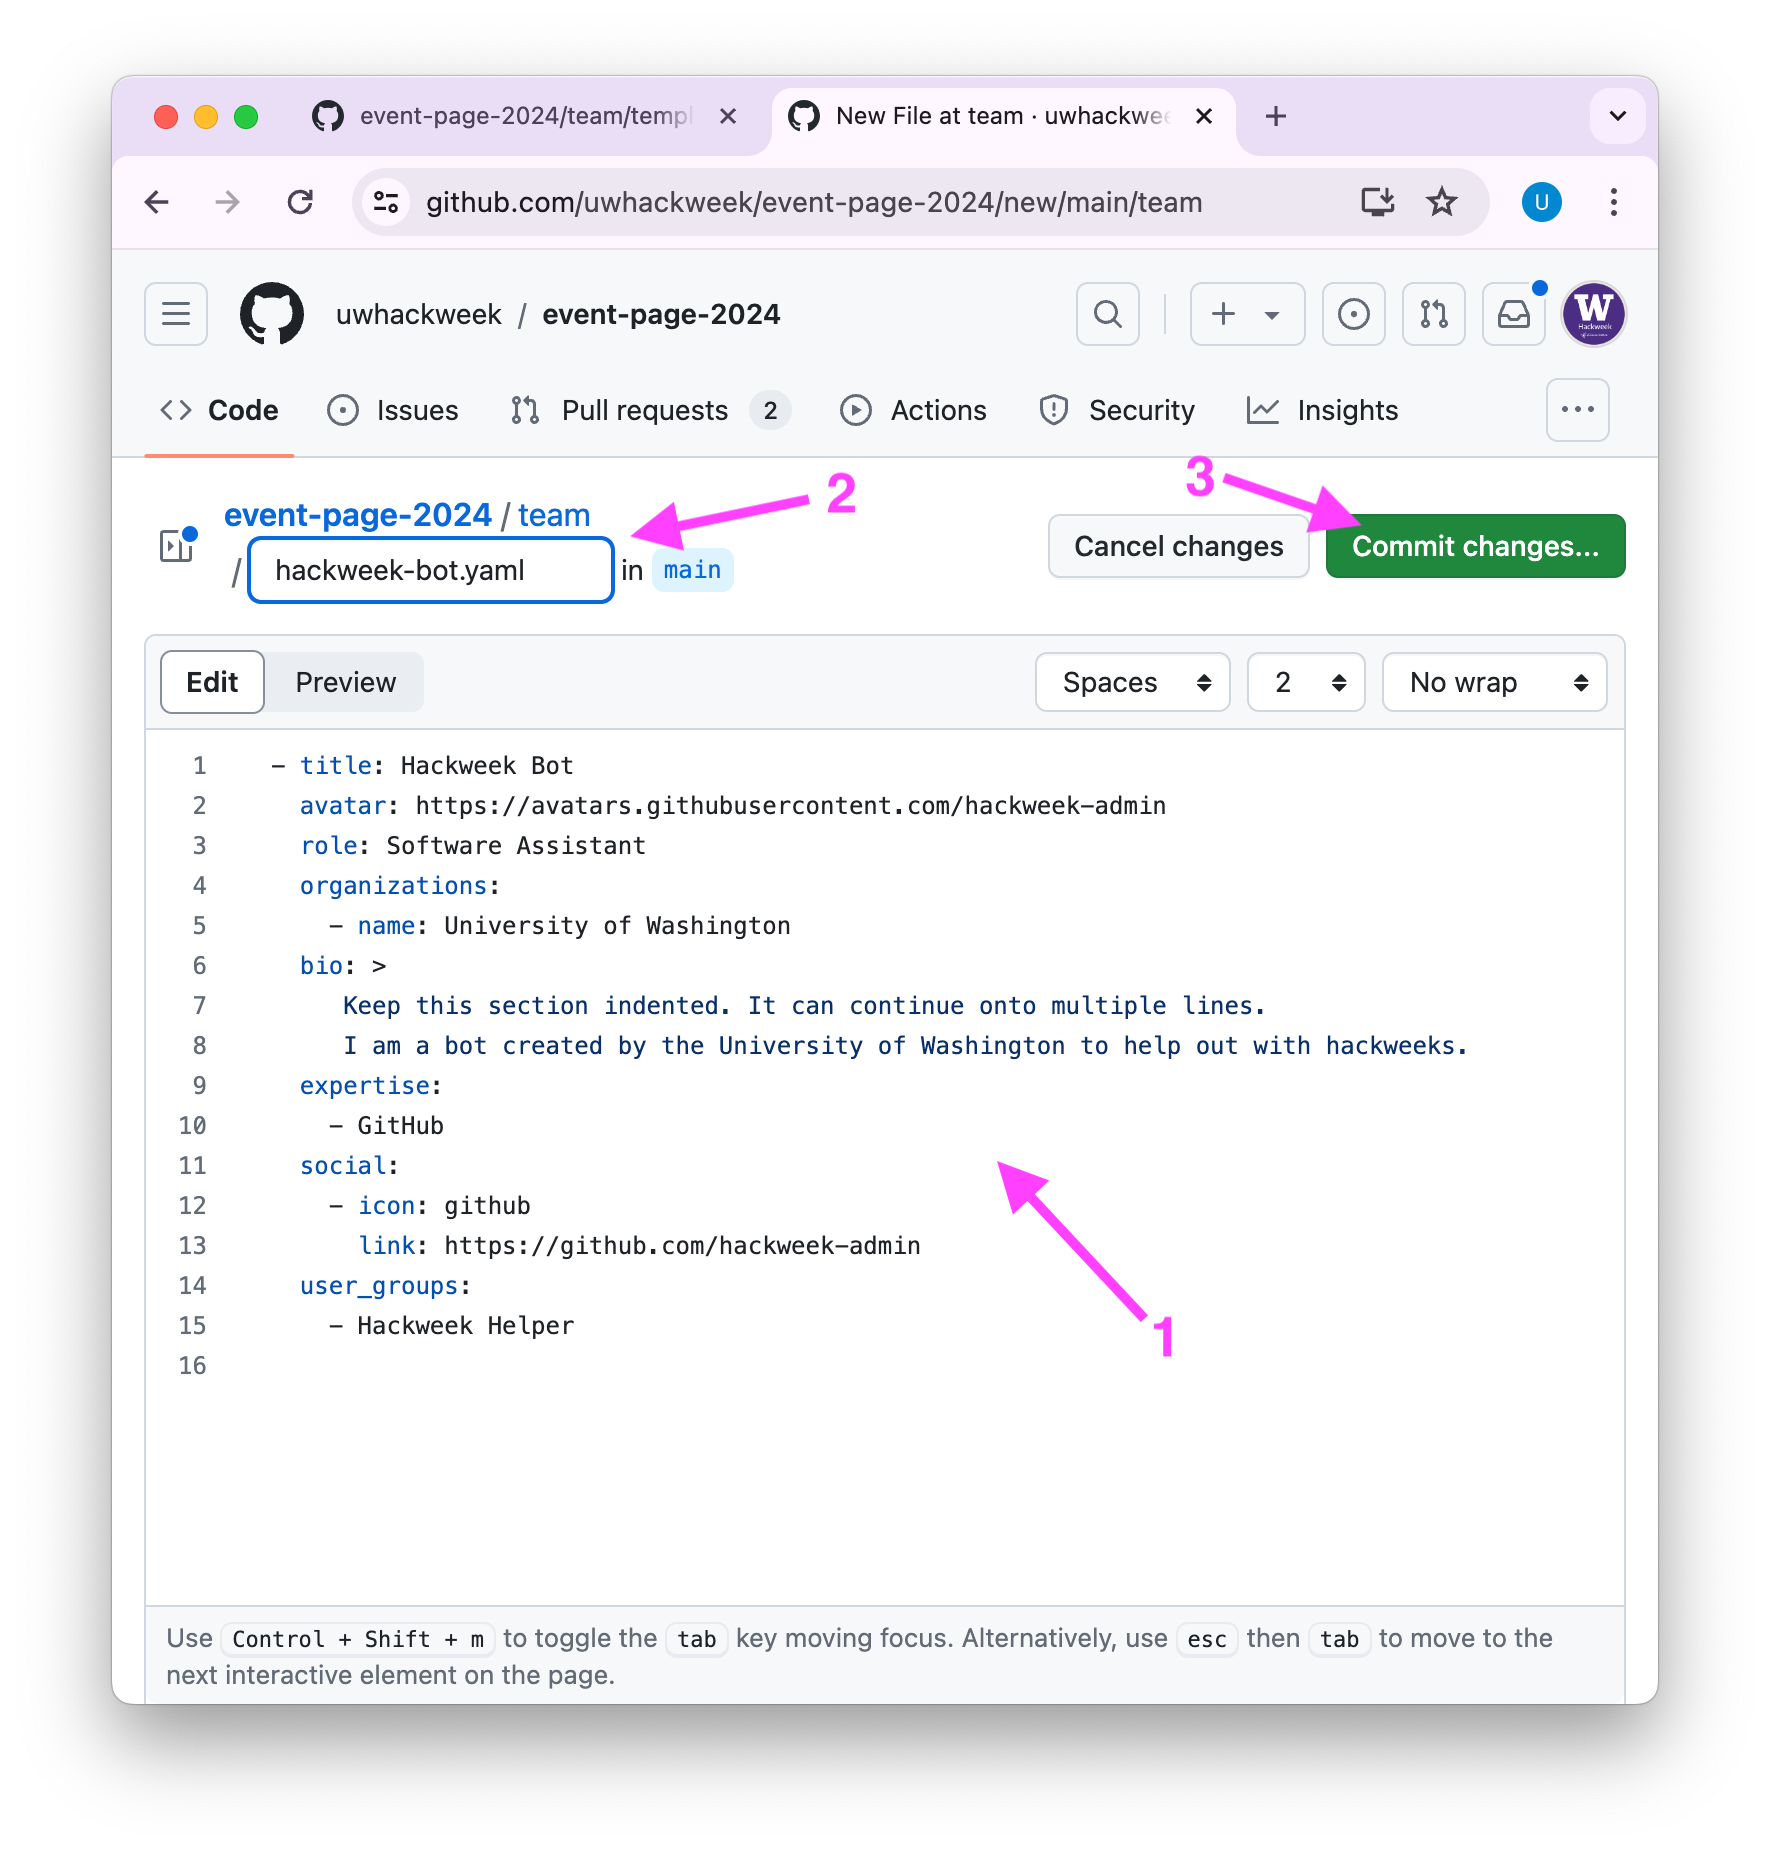 event-page-2024/team/templ
New File at team · uwhackwee
github.com/uwhackweek/event-page-2024/new/main/team
U
uwhackweek / event-page-2024
W
Hackweek
Code
Issues
Pull requests 2
Actions
Security
Insights
2
3
event-page-2024 / team
/ hackweek-bot.yaml in main
Cancel changes
Commit changes...
Edit
Preview
Spaces
2
No wrap
1 - title: Hackweek Bot
2 avatar: https://avatars.githubusercontent.com/hackweek-admin
3 role: Software Assistant
4 organizations:
5 - name: University of Washington
6 bio: >
7 Keep this section indented. It can continue onto multiple lines.
8 I am a bot created by the University of Washington to help out with hackweeks.
9 expertise:
10 - GitHub
11 social:
12 - icon: github
13 link: https://github.com/hackweek-admin
14 user_groups:
15 - Hackweek Helper
16
1
Use Control + Shift + m to toggle the tab key moving focus. Alternatively, use esc then tab to move to the
next interactive element on the page.